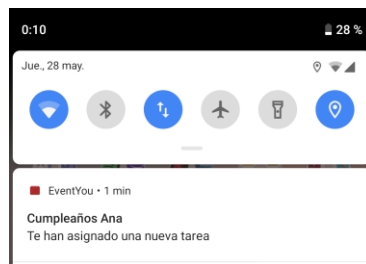 0:10 28 %
Jue., 28 may.
EventYou • 1 min
Cumpleaños Ana
Te han asignado una nueva tarea